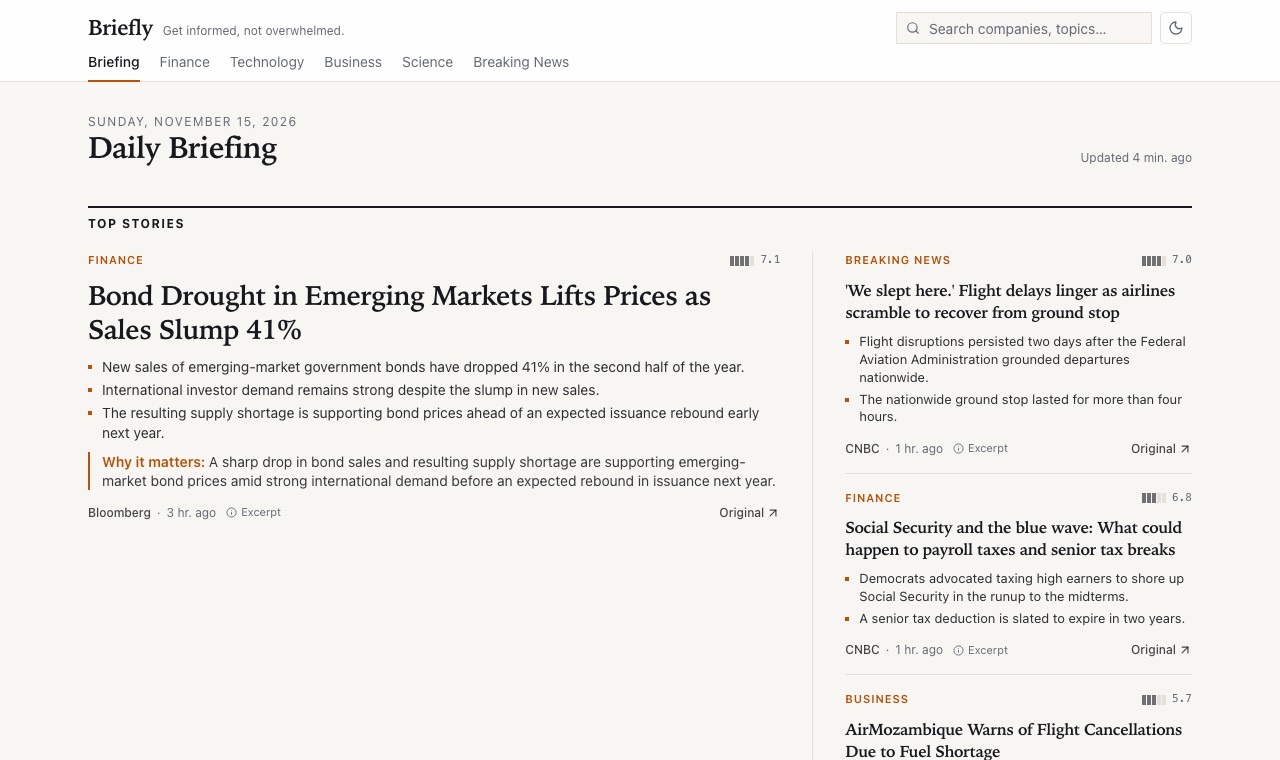 Briefly Get informed, not overwhelmed.
Search companies, topics...
Briefing Finance Technology Business Science Breaking News
SUNDAY, NOVEMBER 15, 2026
Daily Briefing
Updated 4 min. ago
TOP STORIES
FINANCE 7.1
Bond Drought in Emerging Markets Lifts Prices as
Sales Slump 41%
New sales of emerging-market government bonds have dropped 41% in the second half of the year.
International investor demand remains strong despite the slump in new sales.
The resulting supply shortage is supporting bond prices ahead of an expected issuance rebound early
next year.
Why it matters: A sharp drop in bond sales and resulting supply shortage are supporting emerging-
market bond prices amid strong international demand before an expected rebound in issuance next year.
Bloomberg · 3 hr. ago Excerpt Original
BREAKING NEWS 7.0
'We slept here.' Flight delays linger as airlines
scramble to recover from ground stop
Flight disruptions persisted two days after the Federal
Aviation Administration grounded departures
nationwide.
The nationwide ground stop lasted for more than four
hours.
CNBC · 1 hr. ago Excerpt Original
FINANCE 6.8
Social Security and the blue wave: What could
happen to payroll taxes and senior tax breaks
Democrats advocated taxing high earners to shore up
Social Security in the runup to the midterms.
A senior tax deduction is slated to expire in two years.
CNBC · 1 hr. ago Excerpt Original
BUSINESS 5.7
AirMozambique Warns of Flight Cancellations
Due to Fuel Shortage